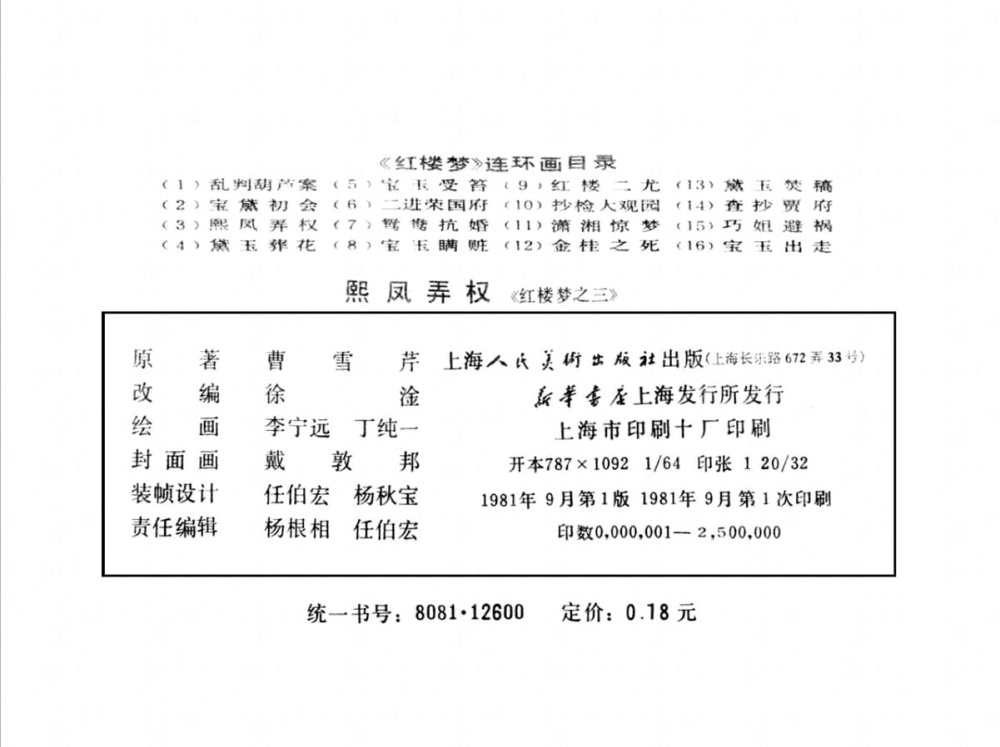 《红楼梦》连环画目录
(1) 乱判葫芦案 (5) 宝玉受笞 (9) 红楼二尤 (13) 黛玉焚稿
(2) 宝黛初会 (6) 二进荣国府 (10) 抄检大观园 (14) 查抄贾府
(3) 熙凤弄权 (7) 鸳鸯抗婚 (11) 潇湘惊梦 (15) 巧姐避祸
(4) 黛玉葬花 (8) 宝玉瞒赃 (12) 金桂之死 (16) 宝玉出走
熙凤弄权 《红楼梦之三》
原著 曹雪芹
改编 徐淦
绘画 李宁远 丁纯一
封面画 戴敦邦
装帧设计 任伯宏 杨秋宝
责任编辑 杨根相 任伯宏
上海人民美術出版社出版(上海长乐路672弄33号)
新華書店上海发行所发行
上海市印刷十厂印刷
开本787×1092 1/64 印张 1 20/32
1981年 9月第1版 1981年 9月第1次印刷
印数0,000,001—2,500,000
统一书号：8081·12600 定价：0.18 元